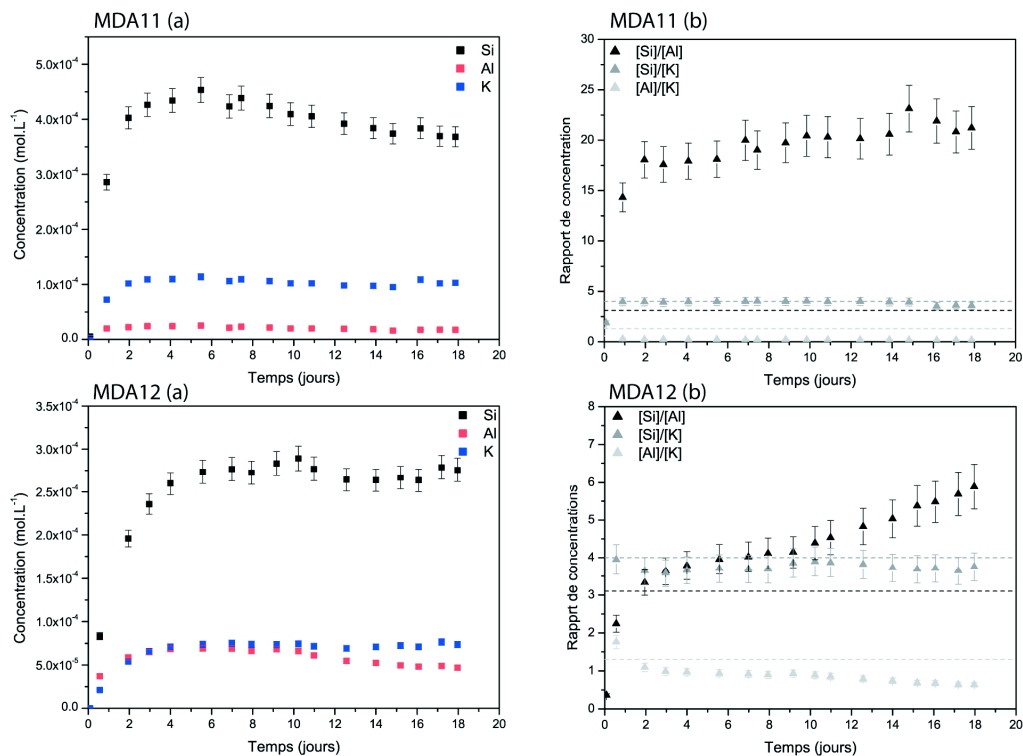 MDA11 (a)
Si
Al
K
5.0x10⁻⁴
4.0x10⁻⁴
3.0x10⁻⁴
2.0x10⁻⁴
1.0x10⁻⁴
0.0
Concentration (mol.L⁻¹)
0 2 4 6 8 10 12 14 16 18 20
Temps (jours)
MDA11 (b)
[Si]/[Al]
[Si]/[K]
[Al]/[K]
30
25
20
15
10
5
0
Rapport de concentration
0 2 4 6 8 10 12 14 16 18 20
Temps (jours)
MDA12 (a)
Si
Al
K
3.5x10⁻⁴
3.0x10⁻⁴
2.5x10⁻⁴
2.0x10⁻⁴
1.5x10⁻⁴
1.0x10⁻⁴
5.0x10⁻⁵
0.0
Concentration (mol.L⁻¹)
0 2 4 6 8 10 12 14 16 18 20
Temps (jours)
MDA12 (b)
[Si]/[Al]
[Si]/[K]
[Al]/[K]
8
7
6
5
4
3
2
1
0
Rapprt de concentrations
0 2 4 6 8 10 12 14 16 18 20
Temps (jours)